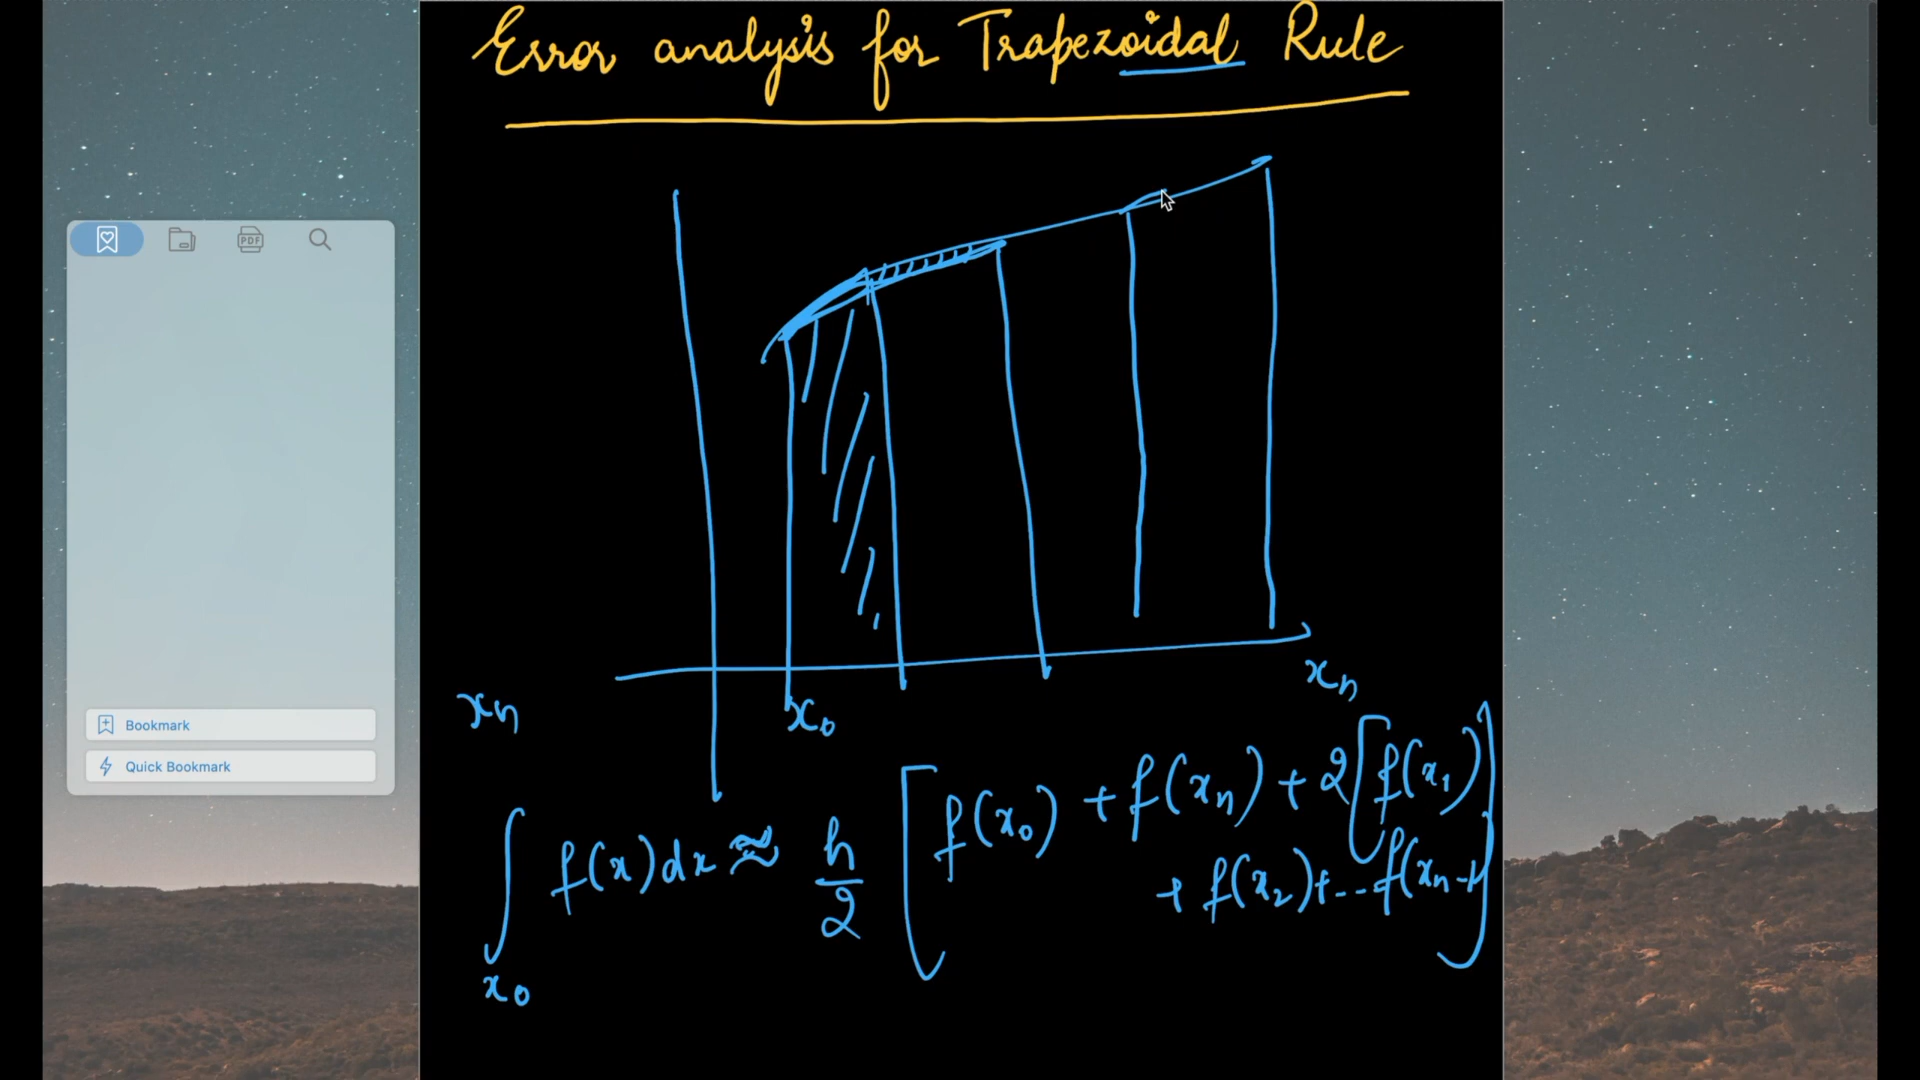 Error analysis for Trapezoidal Rule
PDF
Bookmark
Quick Bookmark
x₀
xₙ
xₙ
∫ f(x)dx ≈ h/2 [f(x₀) + f(xₙ) + 2[f(x₁)
+ f(x₂)+--f(xₙ-1)]
x₀